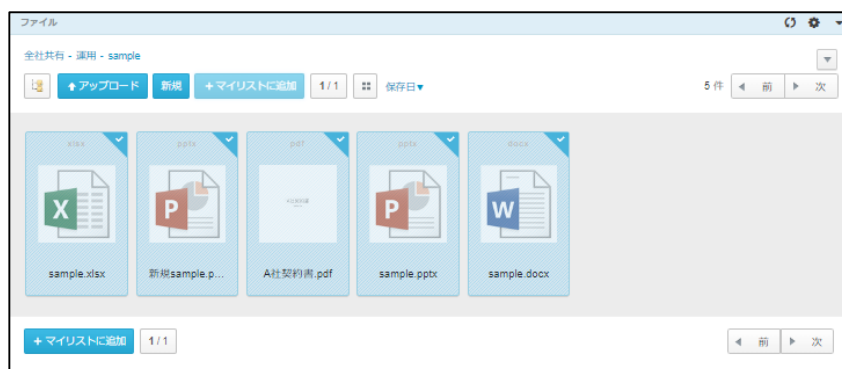 ファイル
全社共有 - 運用 - sample
アップロード 新規 +マイリストに追加 1/1 保存日▼ 5 件 前 次
xlsx pptx pdf pptx docx
X P P W
sample.xlsx 新規sample.p... A社契約書.pdf sample.pptx sample.docx
+マイリストに追加 1/1 前 次